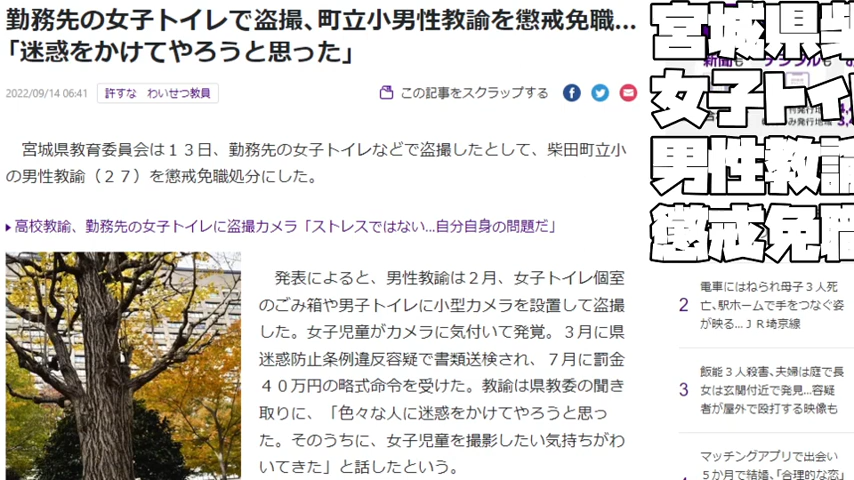 勤務先の女子トイレで盗撮、町立小男性教諭を懲戒免職…
「迷惑をかけてやろうと思った」
2022/09/14 06:41
許すな わいせつ教員
この記事をスクラップする
宮城県教育委員会は１３日、勤務先の女子トイレなどで盗撮したとして、柴田町立小
の男性教諭（２７）を懲戒免職処分にした。
高校教諭、勤務先の女子トイレに盗撮カメラ「ストレスではない…自分自身の問題だ」
発表によると、男性教諭は２月、女子トイレ個室
のごみ箱や男子トイレに小型カメラを設置して盗撮
した。女子児童がカメラに気付いて発覚。３月に県
迷惑防止条例違反容疑で書類送検され、７月に罰金
４０万円の略式命令を受けた。教諭は県教委の聞き
取りに、「色々な人に迷惑をかけてやろうと思っ
た。そのうちに、女子児童を撮影したい気持ちがわ
いてきた」と話したという。
宮城県柴
女子トイ
男性教諭
懲戒免職
2
電車にはねられ母子３人死
亡、駅ホームで手をつなぐ姿
が映る…ＪＲ埼京線
3
飯能３人殺害、夫婦は庭で長
女は玄関付近で発見…容疑
者が屋外で殴打する映像も
マッチングアプリで出会い
５か月で結婚、「合理的な恋」